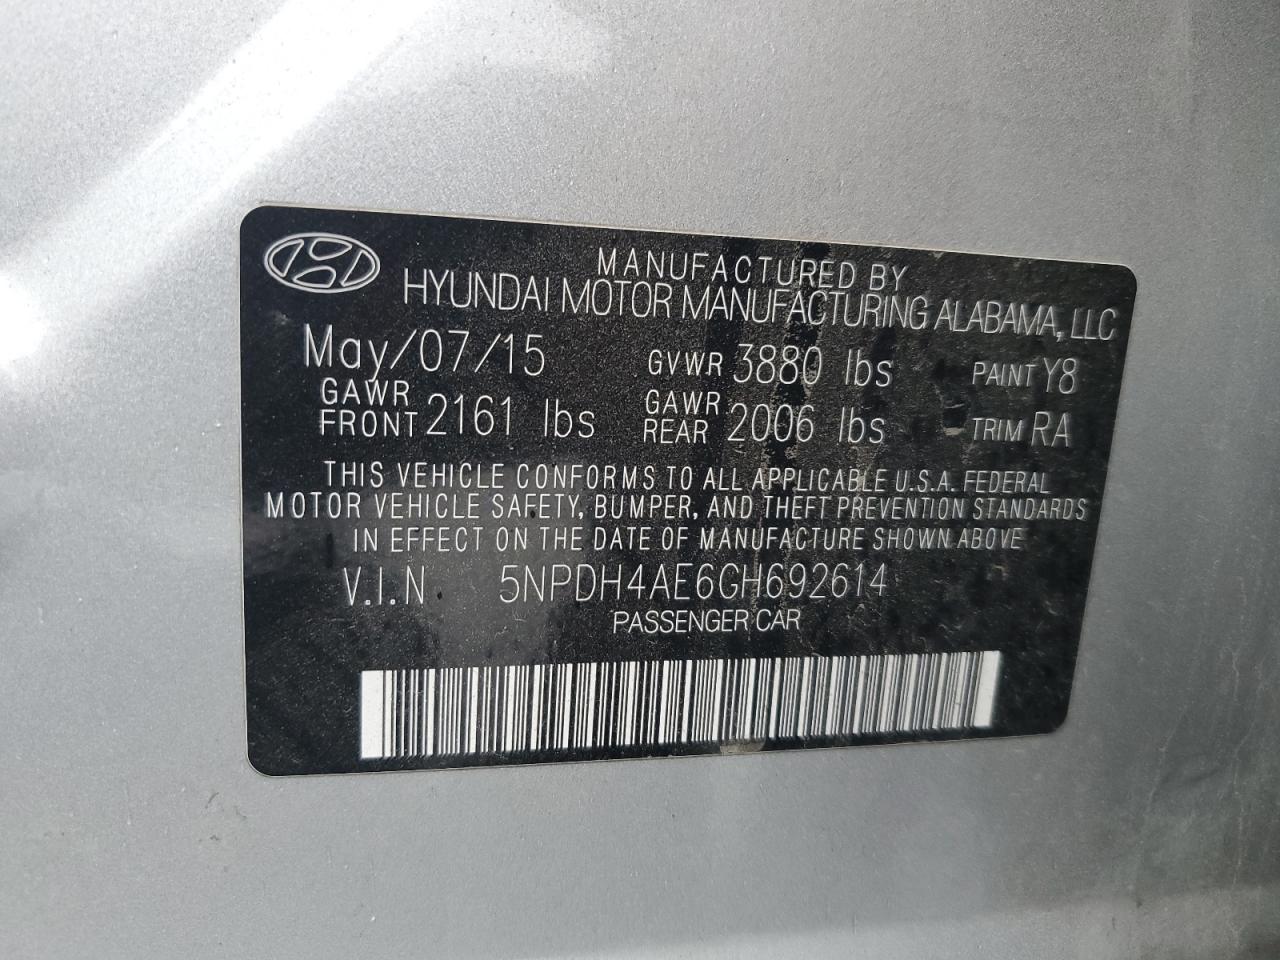 MANUFACTURED BY
HYUNDAI MOTOR MANUFACTURING ALABAMA, LLC
May/07/15 GVWR 3880 lbs PAINT Y8
GAWR FRONT 2161 lbs GAWR REAR 2006 lbs TRIM RA
THIS VEHICLE CONFORMS TO ALL APPLICABLE U.S.A. FEDERAL
MOTOR VEHICLE SAFETY, BUMPER, AND THEFT PREVENTION STANDARDS
IN EFFECT ON THE DATE OF MANUFACTURE SHOWN ABOVE
V.I.N 5NPDH4AE6GH692614
PASSENGER CAR